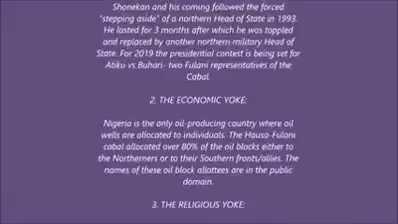 Shonekan and his coming followed the forced
"stepping aside" of a northern Head of State in 1993.
He lasted for 3 months after which he was toppled
and replaced by another northern military Head of
State. For 2019 the presidential contest is being set for
Atiku vs Buhari- two Fulani representatives of the
Cabal.
2. THE ECONOMIC YOKE:
Nigeria is the only oil-producing country where oil
wells are allocated to individuals. The Hausa-Fulani
cabal allocated over 80% of the oil blocks either to
the Northerners or to their Southern fronts/allies. The
names of these oil block allottees are in the public
domain.
3. THE RELIGIOUS YOKE: